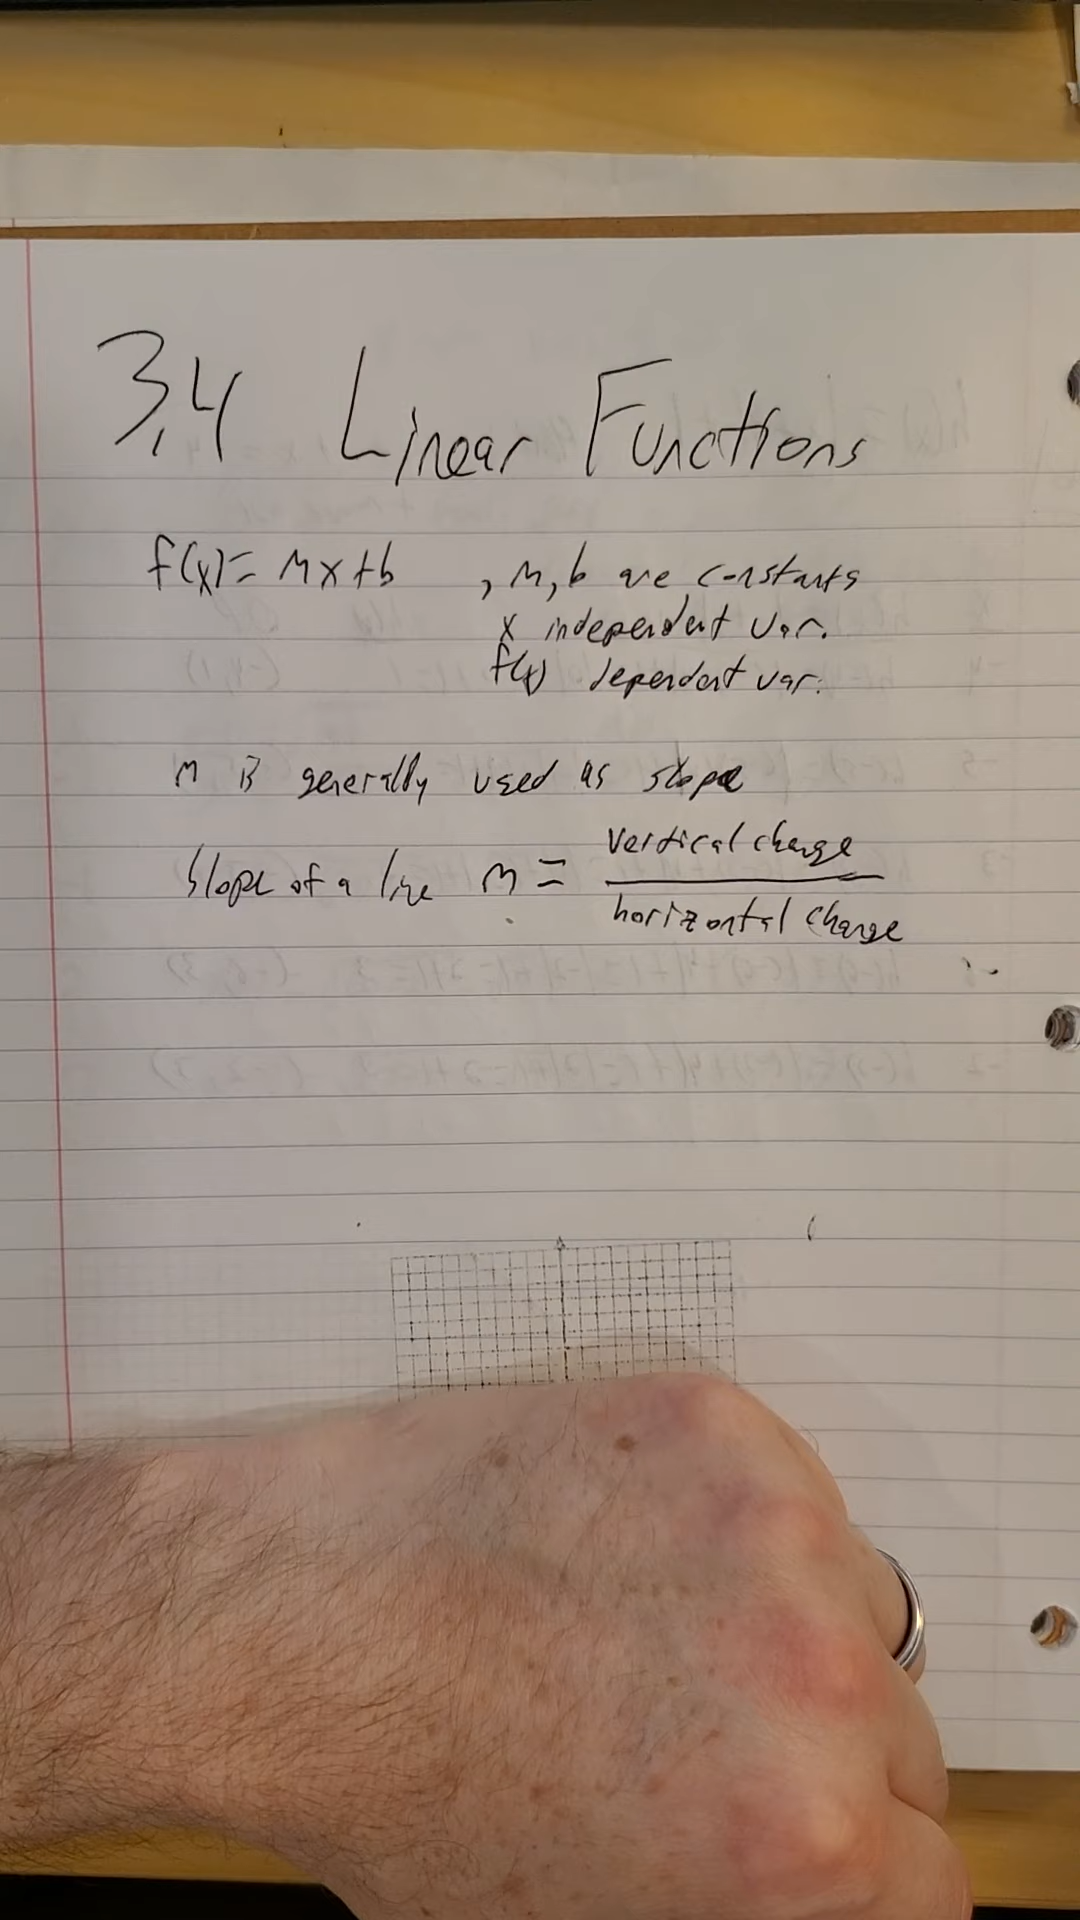 3,4 Linear Functions
f(x) = mx+b , m, b are constants
x independent var.
f(x) dependent var.
m is generally used as slope
slope of a line m = vertical change
horizontal change